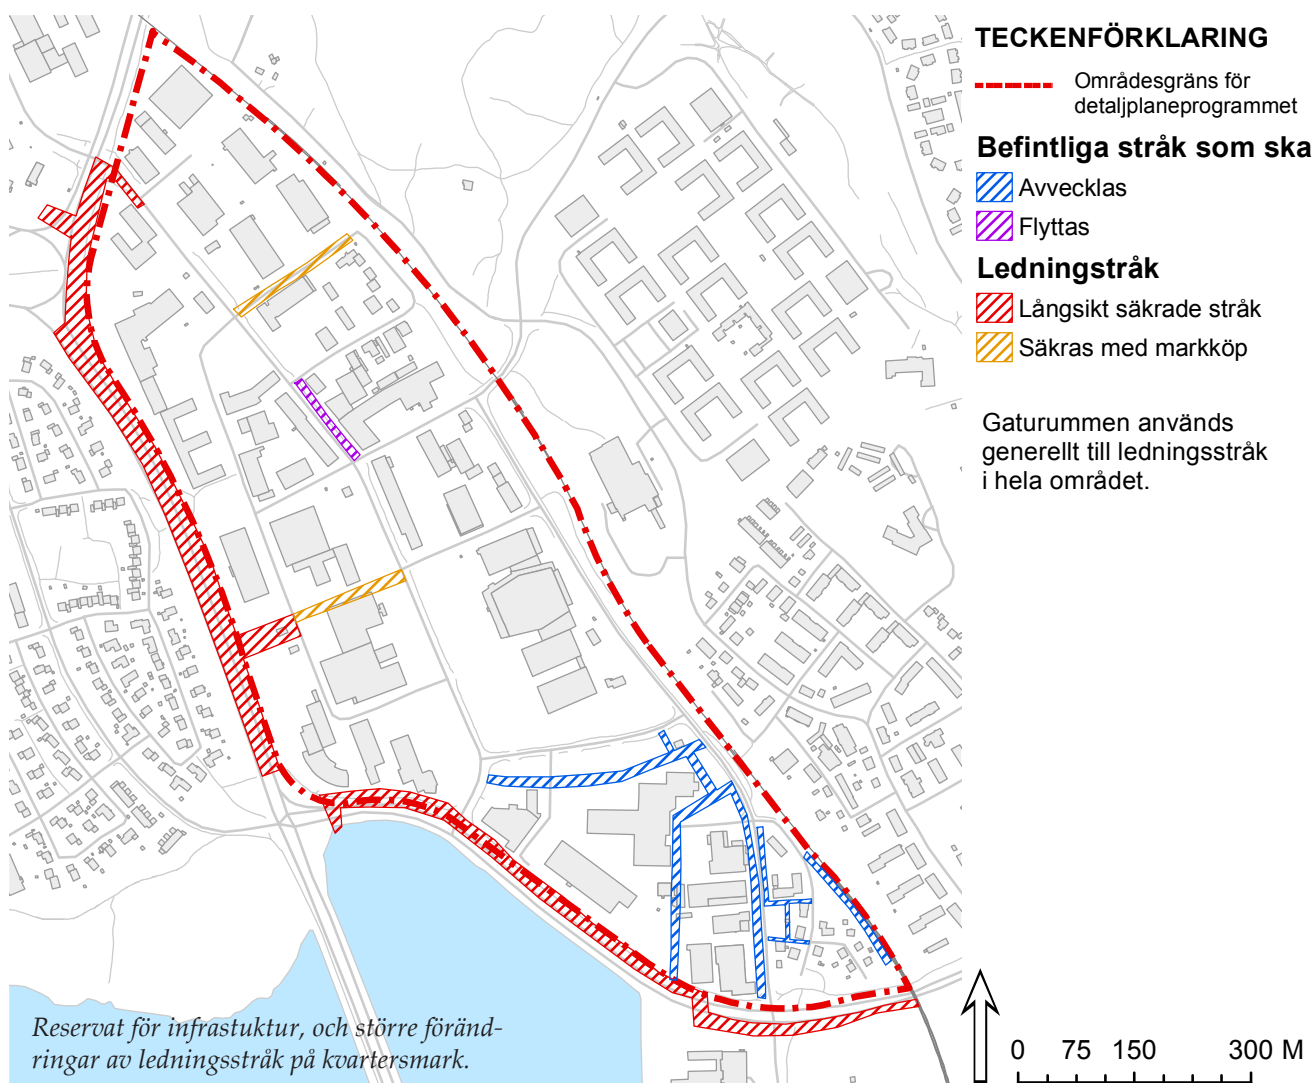 TECKENFÖRKLARING
Områdesgräns för
detaljplaneprogrammet
Befintliga stråk som ska
Avvecklas
Flyttas
Ledningstråk
Långsikt säkrade stråk
Säkras med markköp
Gaturummen används
generellt till ledningsstråk
i hela området.
Reservat för infrastuktur, och större föränd-
ringar av ledningsstråk på kvartersmark.
0 75 150 300 M